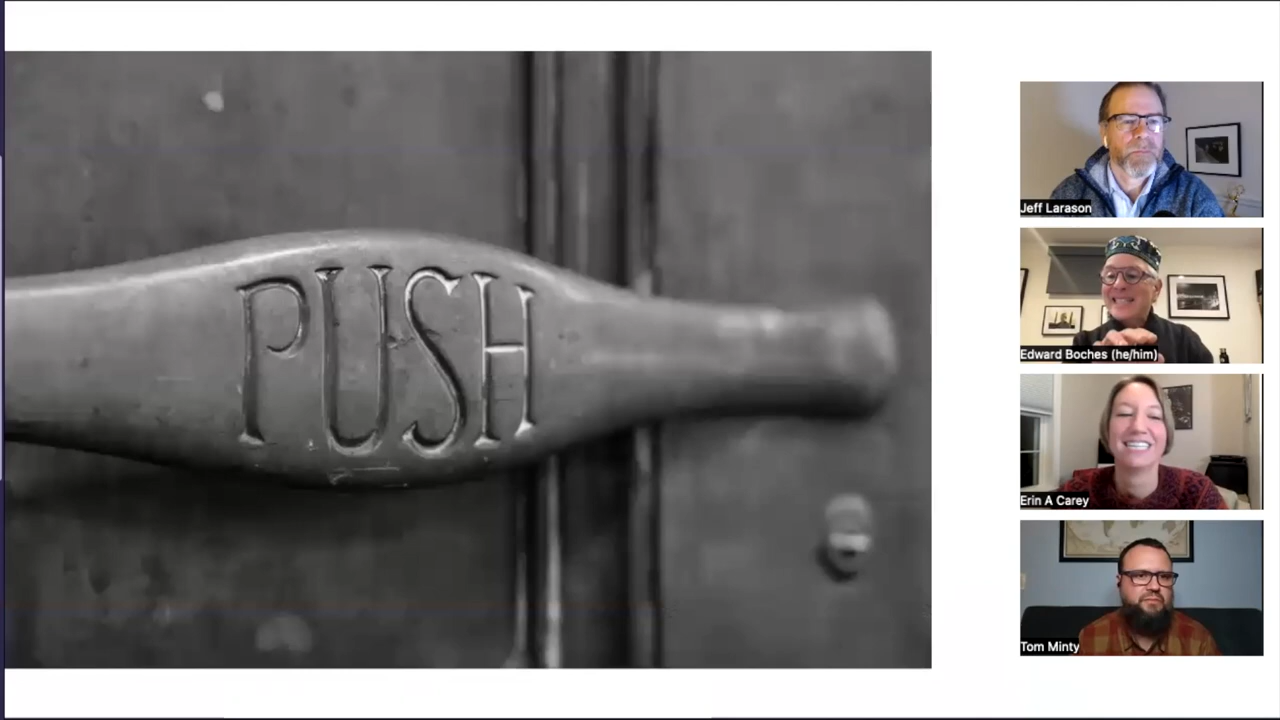 PUSH
Jeff Larason
Edward Boches (he/him)
Erin A Carey
Tom Minty